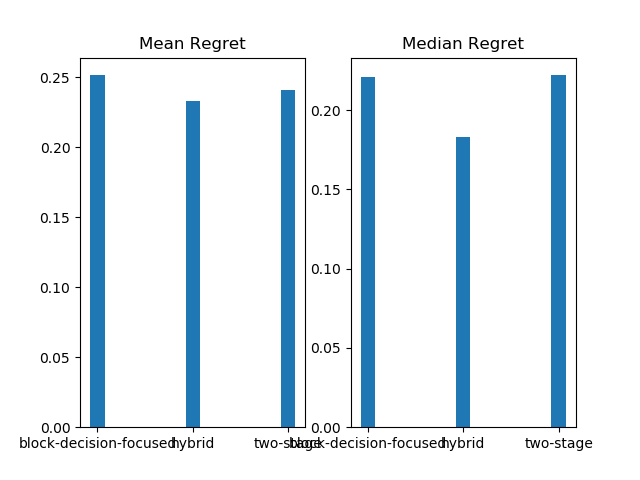 Mean Regret
0.25
0.20
0.15
0.10
0.05
0.00
block-decision-focused
hybrid
two-stage
Median Regret
0.20
0.15
0.10
0.05
0.00
block-decision-focused
hybrid
two-stage